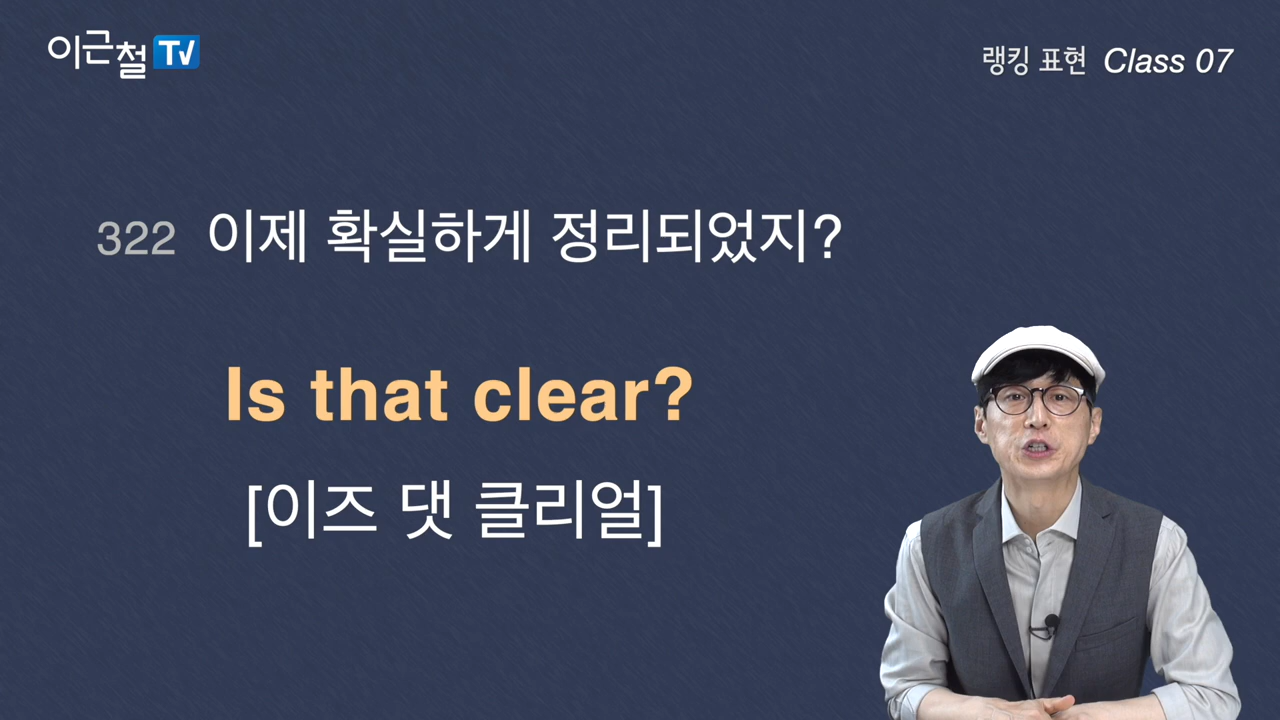 이근철TV
랭킹 표현 Class 07
322 이제 확실하게 정리되었지?
Is that clear?
[이즈 댓 클리얼]